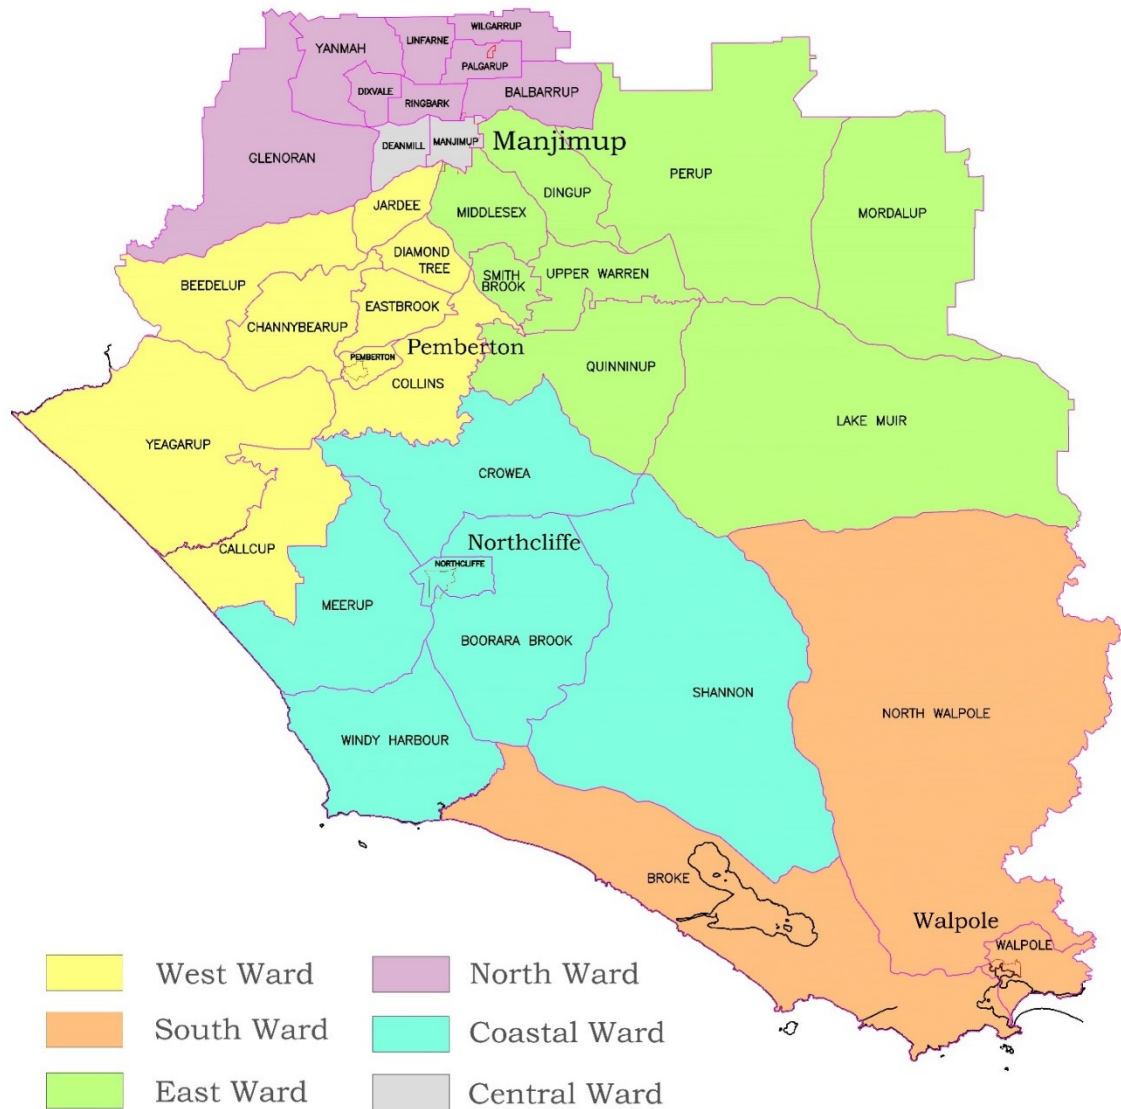 WILGARRUP
YANMAH
LINFARNE
PALGARUP
DIXVALE
BALBARRUP
RINGBARK
DEANMILL
MANJIMUP
Manjimup
GLENORAN
PERUP
DINGUP
JARDEE
MIDDLESEX
MORDALUP
DIAMOND
TREE
SMITH
BROOK
UPPER WARREN
BEEDELUP
EASTBROOK
CHANNYBEARUP
PEMBERTON
Pemberton
COLLINS
QUINNINUP
LAKE MUIR
YEAGARUP
CROWEA
Northcliffe
CALLCUP
NORTHCLIFFE
MEERUP
BOORARA BROOK
SHANNON
NORTH WALPOLE
WINDY HARBOUR
BROKE
Walpole
WALPOLE
West Ward
North Ward
South Ward
Coastal Ward
East Ward
Central Ward